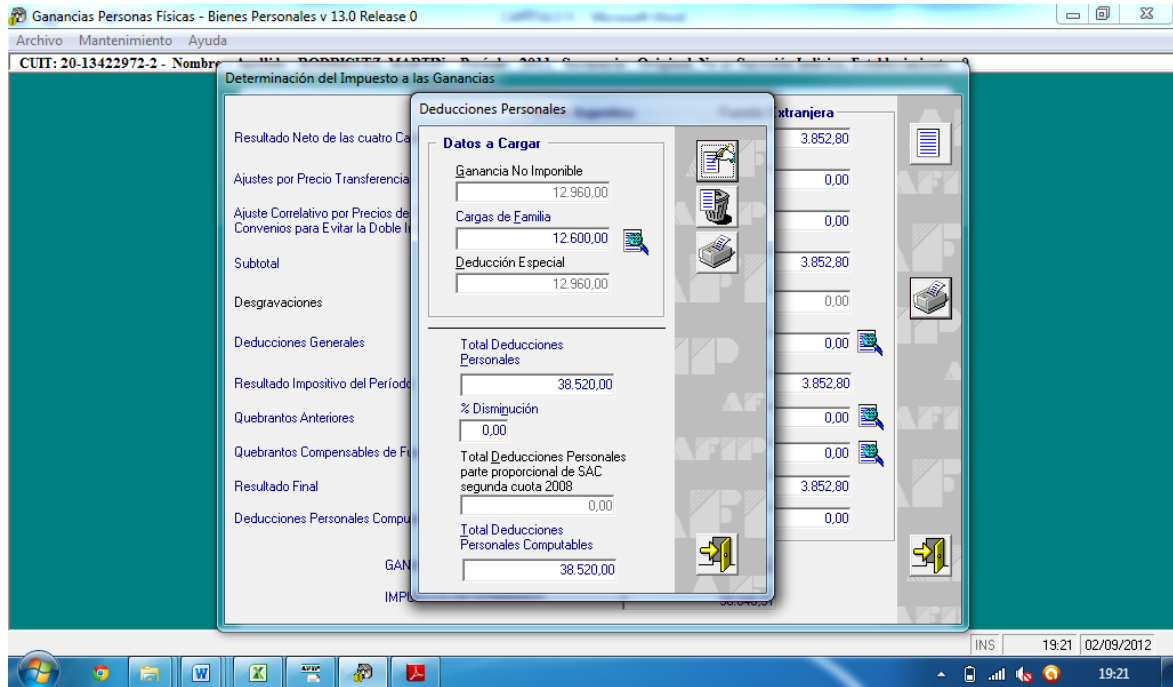 Ganancias Personas Físicas - Bienes Personales v 13.0 Release 0
Archivo Mantenimiento Ayuda
CUIT: 20-13422972-2 - Nombre
Determinación del Impuesto a las Ganancias
Deducciones Personales
xtranjera
Resultado Neto de las cuatro Ca
3.852,80
Datos a Cargar
Ganancia No Imponible
12.960,00
Ajustes por Precio Transferencia
0,00
Ajuste Correlativo por Precios de
Convenios para Evitar la Doble I
0,00
Cargas de Familia
12.600,00
Subtotal
3.852,80
Deducción Especial
12.960,00
Desgravaciones
0,00
Deducciones Generales
0,00
Total Deducciones
Personales
38.520,00
Resultado Impositivo del Período
3.852,80
% Disminución
0,00
Quebrantos Anteriores
0,00
Quebrantos Compensables de Fu
0,00
Total Deducciones Personales
parte proporcional de SAC
segunda cuota 2008
0,00
Resultado Final
3.852,80
Deducciones Personales Compu
0,00
Total Deducciones
Personales Computables
38.520,00
GAN
IMPU
INS 19:21 02/09/2012
19:21